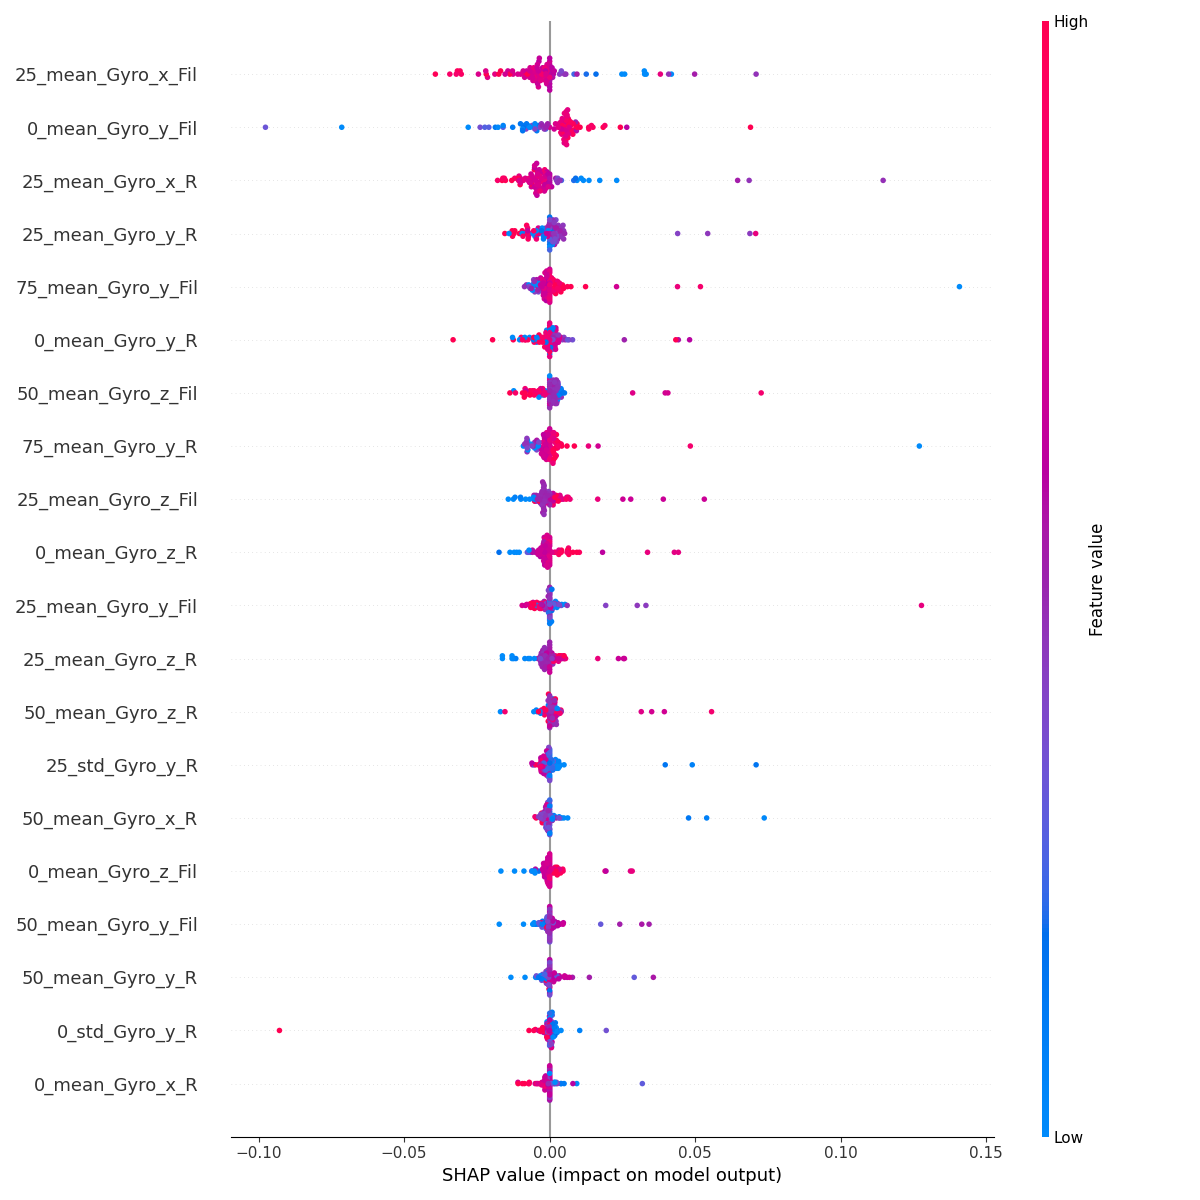 High
25_mean_Gyro_x_Fil
0_mean_Gyro_y_Fil
25_mean_Gyro_x_R
25_mean_Gyro_y_R
75_mean_Gyro_y_Fil
0_mean_Gyro_y_R
50_mean_Gyro_z_Fil
75_mean_Gyro_y_R
25_mean_Gyro_z_Fil
0_mean_Gyro_z_R
25_mean_Gyro_y_Fil
25_mean_Gyro_z_R
50_mean_Gyro_z_R
25_std_Gyro_y_R
50_mean_Gyro_x_R
0_mean_Gyro_z_Fil
50_mean_Gyro_y_Fil
50_mean_Gyro_y_R
0_std_Gyro_y_R
0_mean_Gyro_x_R
Feature value
Low
−0.10 −0.05 0.00 0.05 0.10 0.15
SHAP value (impact on model output)